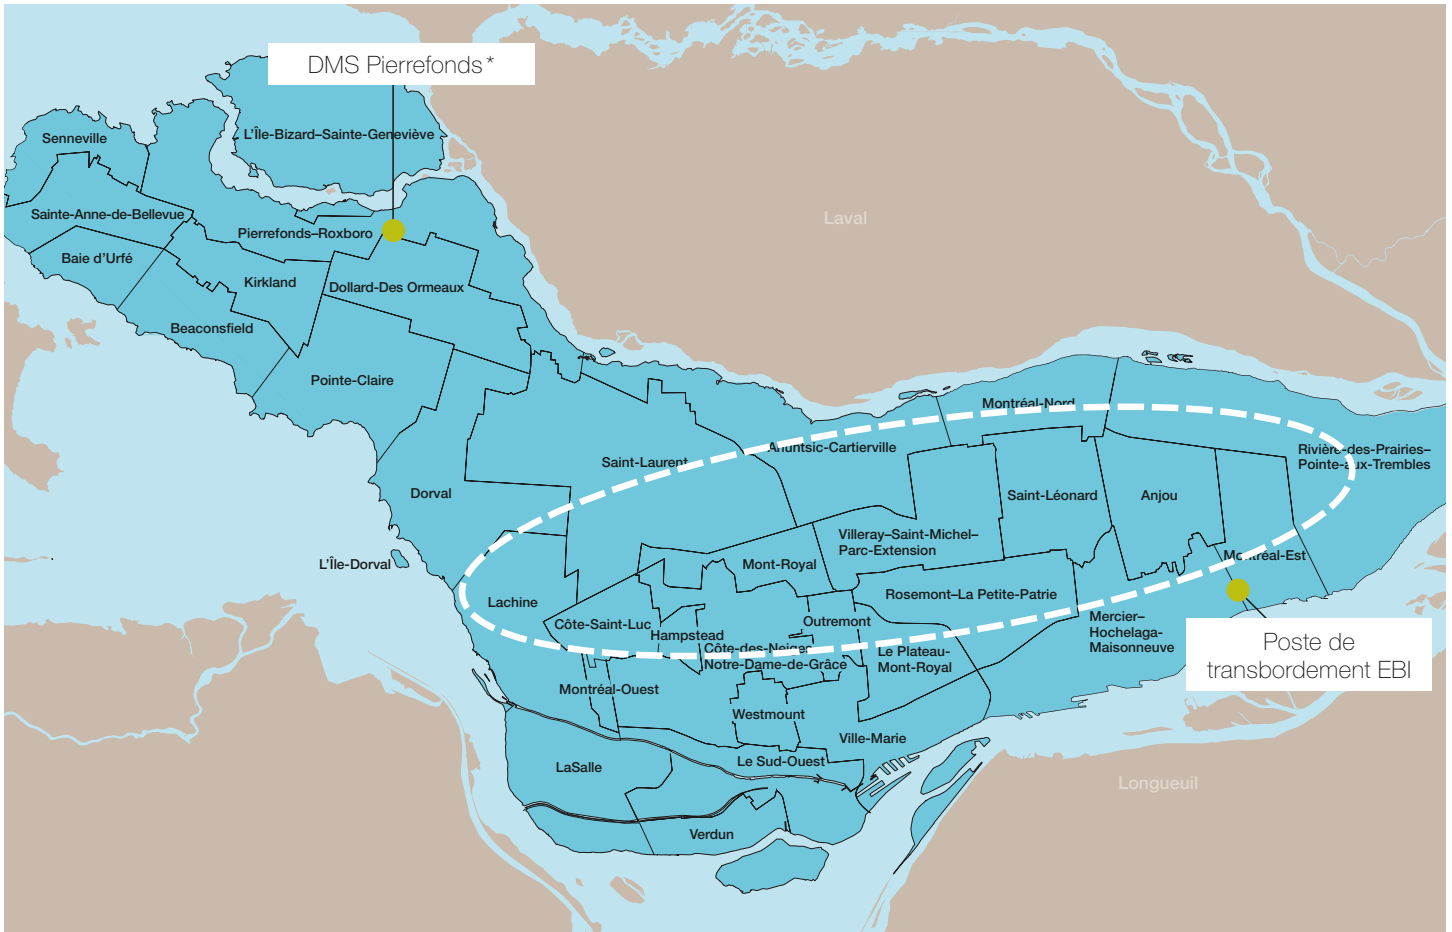 DMS Pierrefonds*
L'Île-Bizard–Sainte-Geneviève
Senneville
Sainte-Anne-de-Bellevue
Laval
Pierrefonds–Roxboro
Baie d'Urfé
Kirkland
Dollard-Des Ormeaux
Beaconsfield
Pointe-Claire
Montréal-Nord
Ahuntsic-Cartierville
Rivière-des-Prairies–
Pointe-aux-Trembles
Saint-Laurent
Dorval
Saint-Léonard
Anjou
Villeray–Saint-Michel–
Parc-Extension
Montréal-Est
L'Île-Dorval
Mont-Royal
Lachine
Rosemont–La Petite-Patrie
Côte-Saint-Luc
Hampstead
Outremont
Mercier–
Hochelaga-
Maisonneuve
Côte-des-Neiges
Notre-Dame-de-Grâce
Le Plateau-
Mont-Royal
Poste de
transbordement EBI
Montréal-Ouest
Westmount
Ville-Marie
LaSalle
Le Sud-Ouest
Longueuil
Verdun